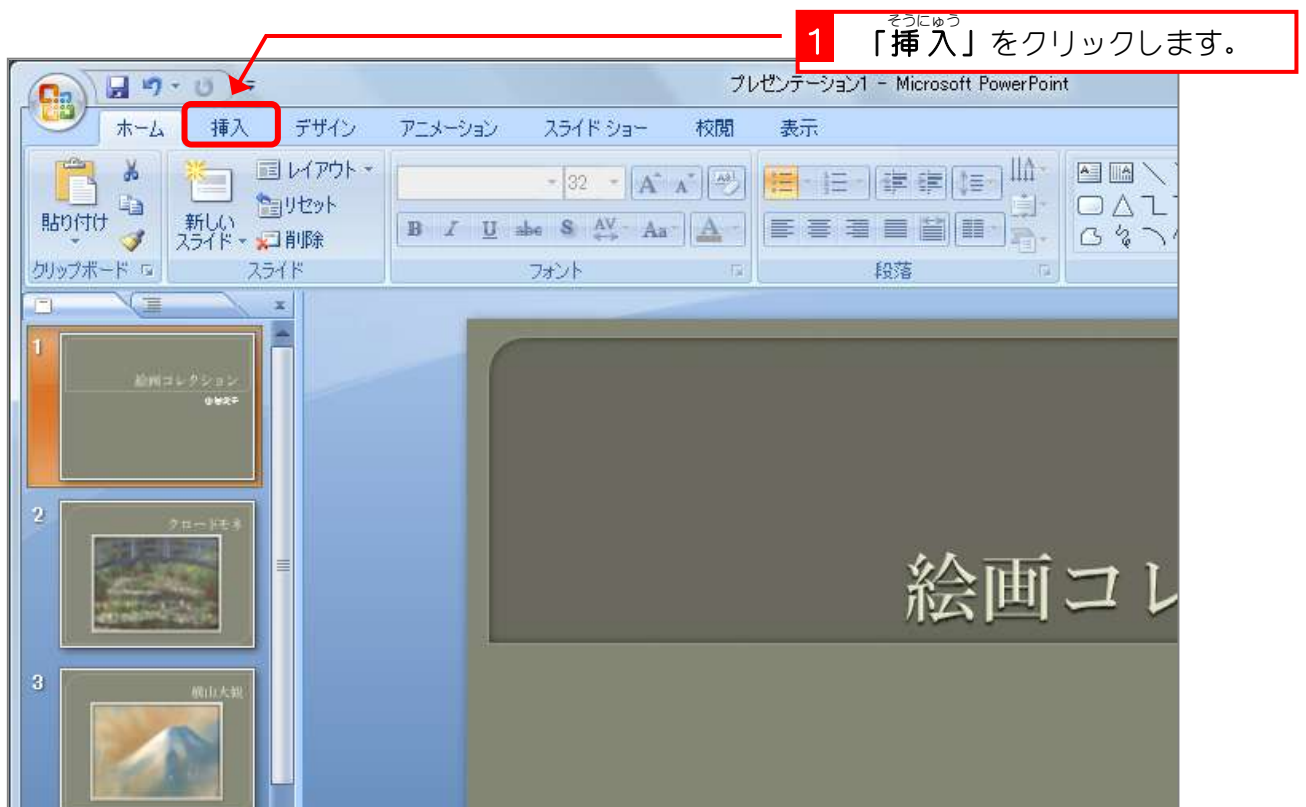 そうにゅう
1 「挿入」をクリックします。
プレゼンテーション1 - Microsoft PowerPoint
ホーム 挿入 デザイン アニメーション スライド ショー 校閲 表示
貼り付け
新しい
スライド
レイアウト
リセット
削除
32
B I U abc S AV Aa A
クリップボード スライド フォント 段落
1
絵画コレクション
2
クロードモネ
3
横山大観
絵画コレ